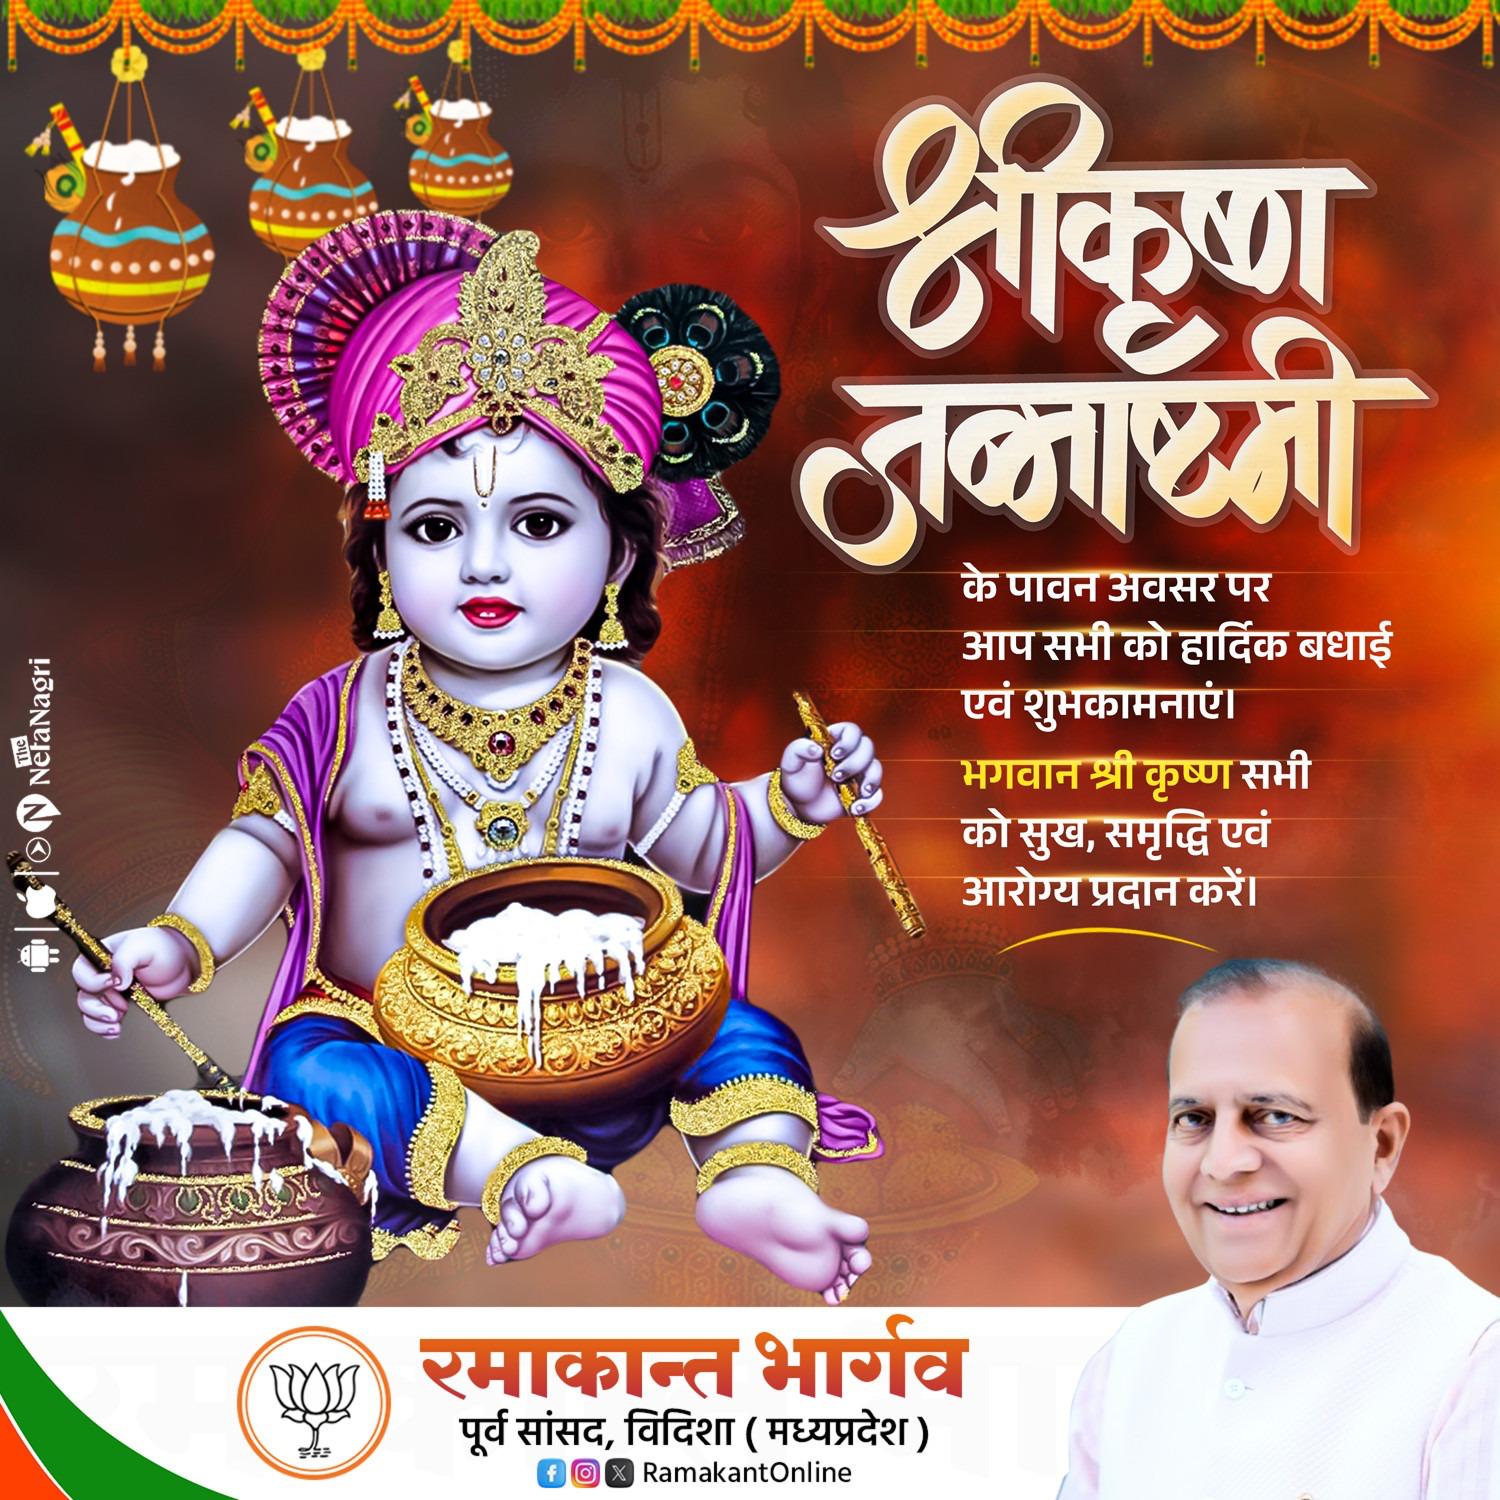 श्रीकृष्ण
जन्माष्टमी
के पावन अवसर पर
आप सभी को हार्दिक बधाई
एवं शुभकामनाएं।
भगवान श्री कृष्ण सभी
को सुख, समृद्धि एवं
आरोग्य प्रदान करें।
The NetaNagri
रमाकान्त भार्गव
पूर्व सांसद, विदिशा ( मध्यप्रदेश )
RamakantOnline